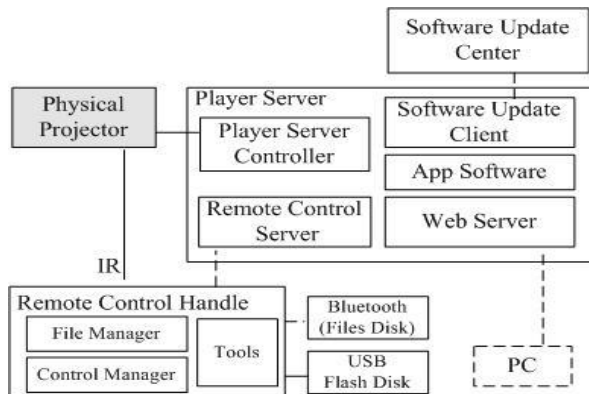 Software Update
Center
Physical
Projector
Player Server
Player Server
Controller
Software Update
Client
App Software
Remote Control
Server
Web Server
IR
Remote Control Handle
File Manager
Control Manager
Tools
Bluetooth
(Files Disk)
USB
Flash Disk
PC